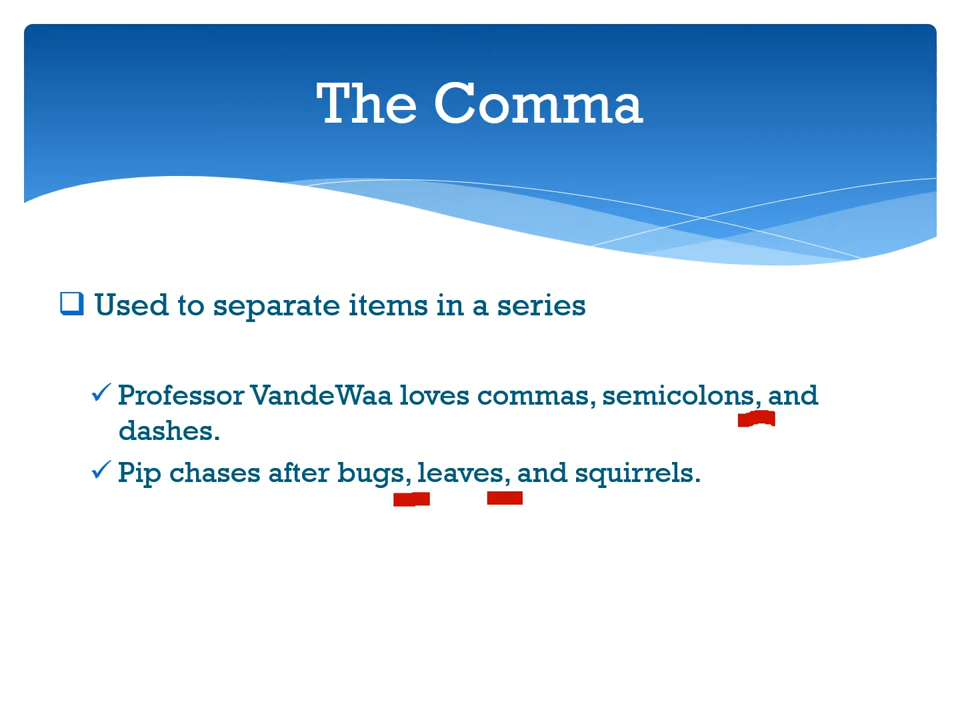 The Comma
Used to separate items in a series
Professor VandeWaa loves commas, semicolons, and
dashes.
Pip chases after bugs, leaves, and squirrels.